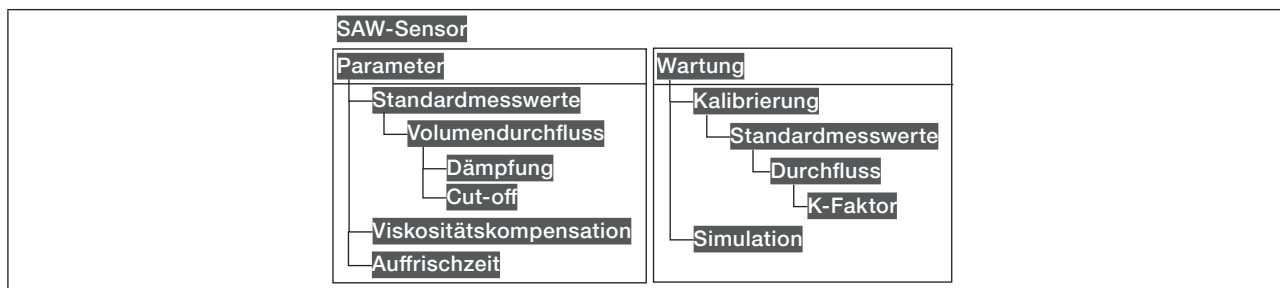 SAW-Sensor
Parameter
Standardmesswerte
Volumendurchfluss
Dämpfung
Cut-off
Viskositätskompensation
Auffrischzeit
Wartung
Kalibrierung
Standardmesswerte
Durchfluss
K-Faktor
Simulation